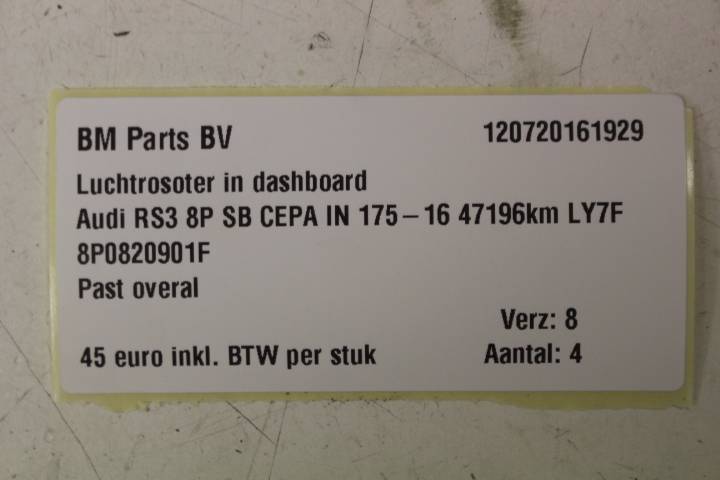 BM Parts BV 120720161929
Luchtrosoter in dashboard
Audi RS3 8P SB CEPA IN 175-16 47196km LY7F
8P0820901F
Past overal
Verz: 8
45 euro inkl. BTW per stuk Aantal: 4